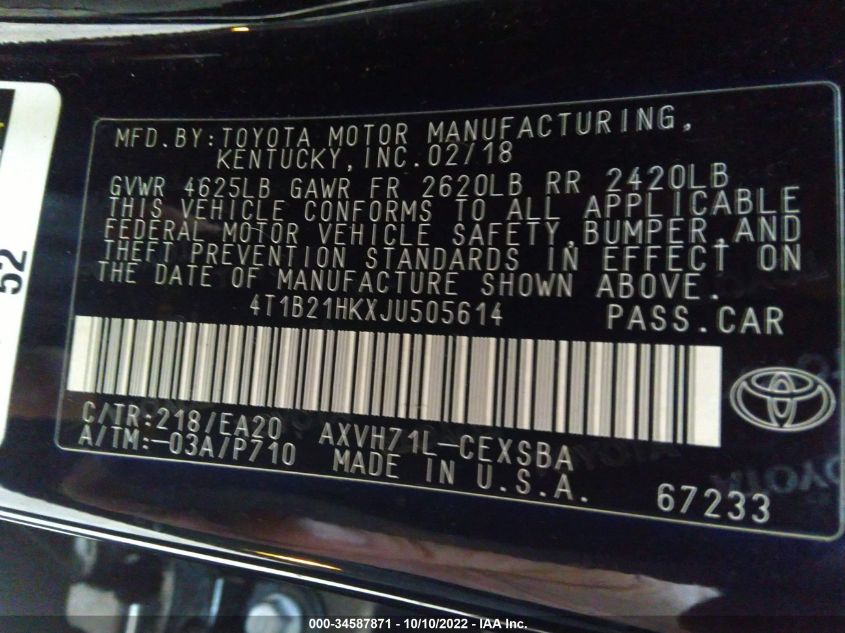 52
MFD.BY:TOYOTA MOTOR MANUFACTURING,
KENTUCKY,INC.02/18
GVWR 4625LB GAWR FR 2620LB RR 2420LB
THIS VEHICLE CONFORMS TO ALL APPLICABLE
FEDERAL MOTOR VEHICLE SAFETY,BUMPER,AND
THEFT PREVENTION STANDARDS IN EFFECT ON
THE DATE OF MANUFACTURE SHOWN ABOVE.
4T1B21HKXJU505614 PASS.CAR
C/TR:218/EA20 AXVH71L-CEXSBA
A/TM:-03A/P710 MADE IN U.S.A.
67233
000-34587871 - 10/10/2022 - IAA Inc.